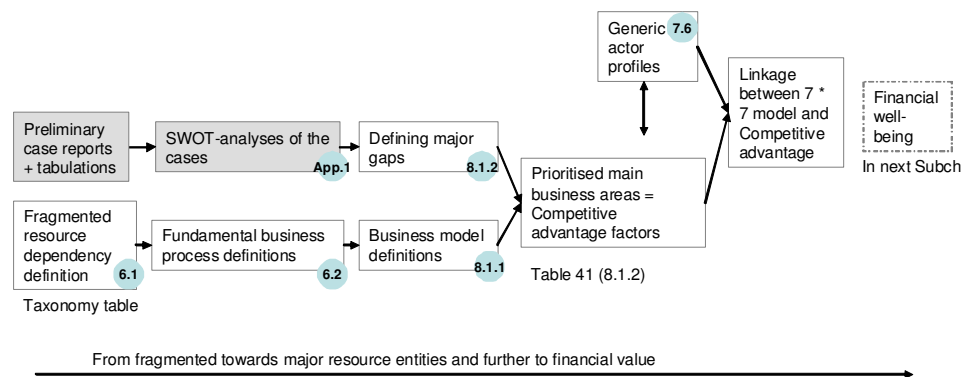 Generic 7.6
actor
profiles
Linkage
between 7 *
7 model and
Competitive
advantage
Financial
well-
being
In next Subch
Preliminary
case reports
+ tabulations
SWOT-analyses of the
cases
App.1
Defining major
gaps
8.1.2
Prioritised main
business areas =
Competitive
advantage factors
Table 41 (8.1.2)
Fragmented
resource
dependency
definition
6.1
Taxonomy table
Fundamental business
process definitions
6.2
Business model
definitions
8.1.1
From fragmented towards major resource entities and further to financial value